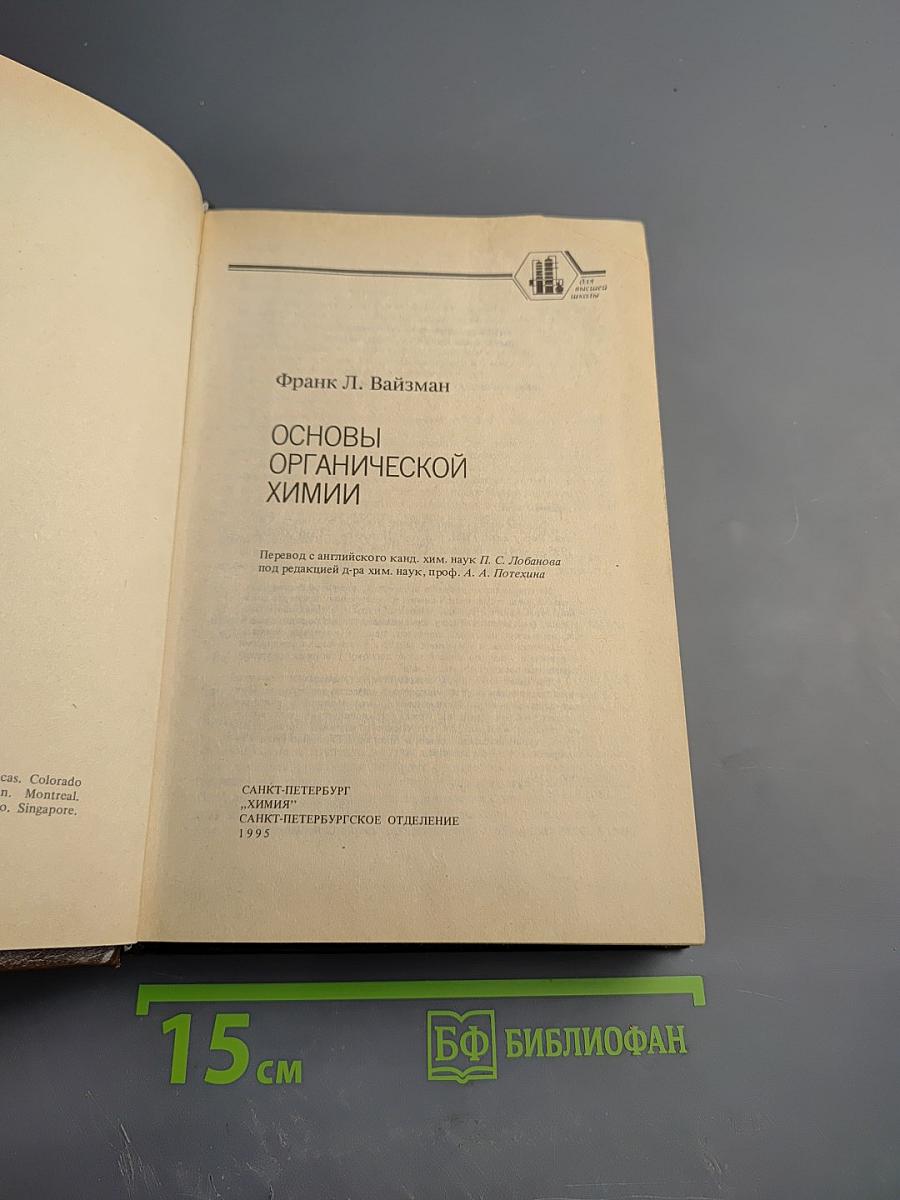 cas. Colorado
n. Montreal.
o. Singapore.
для
высшей
школы
Франк Л. Вайзман
ОСНОВЫ
ОРГАНИЧЕСКОЙ
ХИМИИ
Перевод с английского канд. хим. наук П. С. Лобанова
под редакцией д-ра хим. наук, проф. А. А. Потехина
САНКТ-ПЕТЕРБУРГ
„ХИМИЯ"
САНКТ-ПЕТЕРБУРГСКОЕ ОТДЕЛЕНИЕ
1995
15 см
БФ БИБЛИОФАН